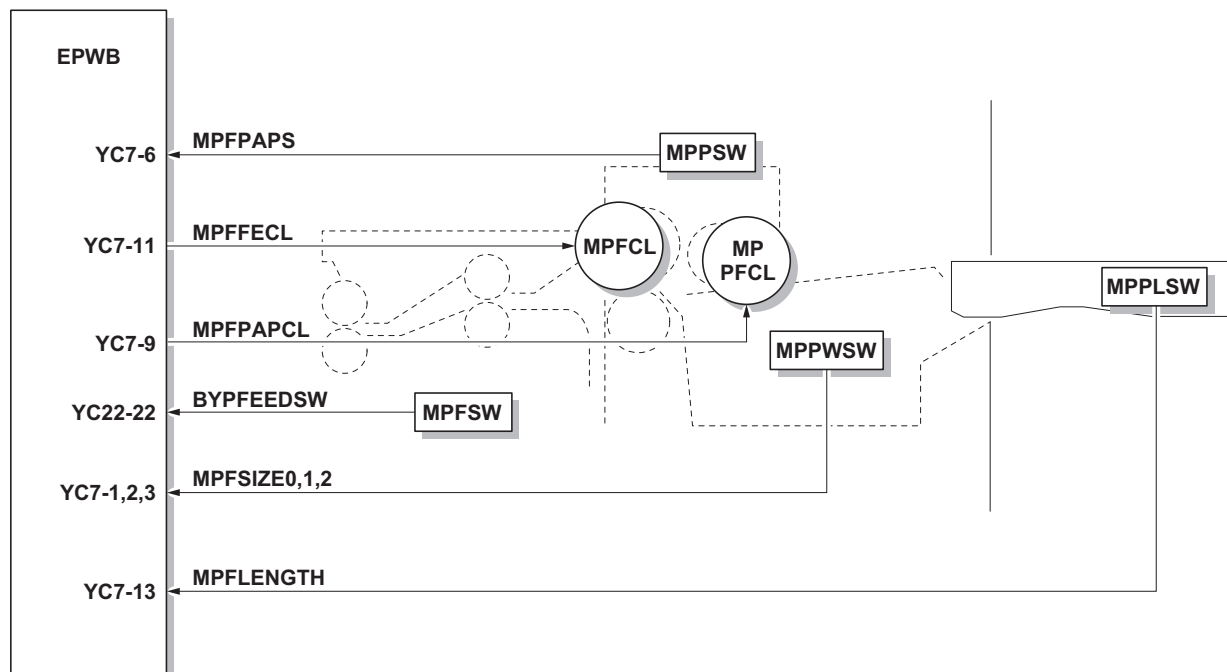 EPWB
YC7-6
MPFPAPS
MPPSW
YC7-11
MPFFECL
MPFCL
MP
PFCL
MPPLSW
YC7-9
MPFPAPCL
MPPWSW
YC22-22
BYPFEEDSW
MPFSW
YC7-1,2,3
MPFSIZE0,1,2
YC7-13
MPFLENGTH